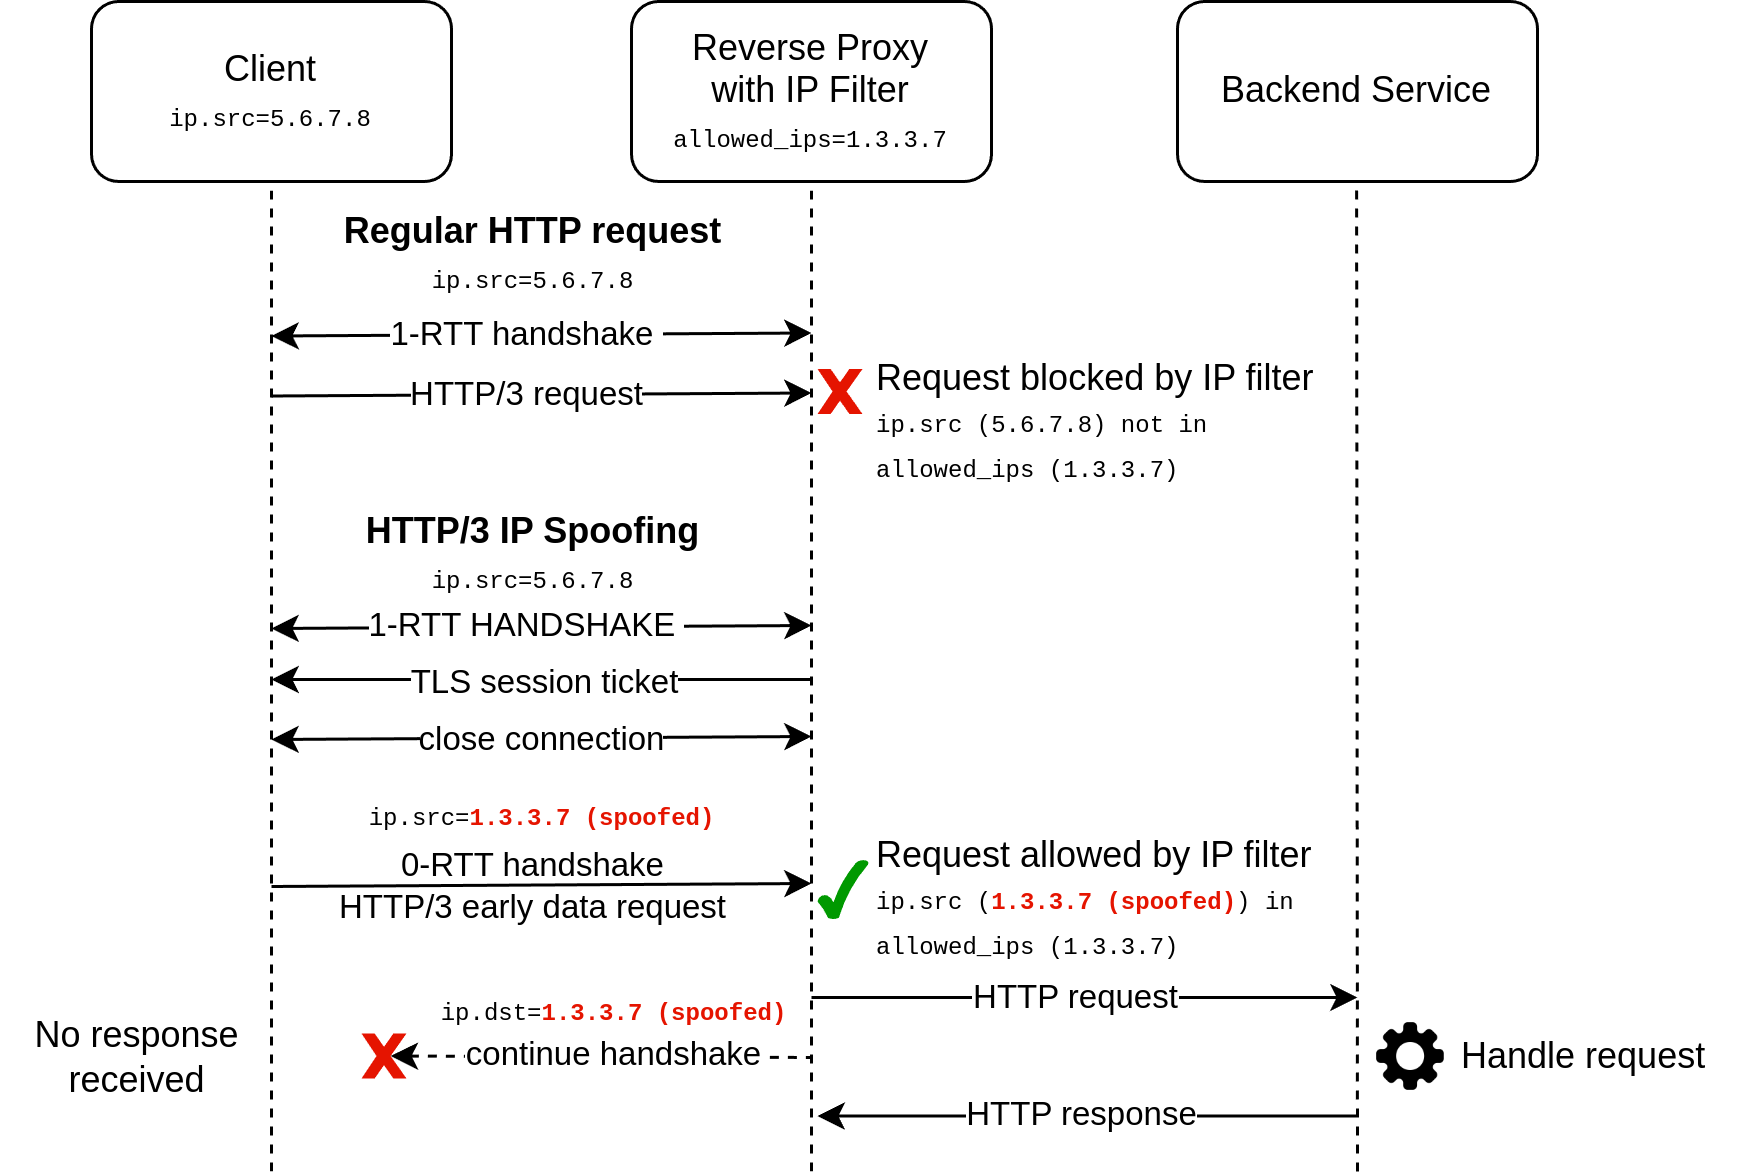 Client
ip.src=5.6.7.8
Reverse Proxy
with IP Filter
allowed_ips=1.3.3.7
Backend Service
Regular HTTP request
ip.src=5.6.7.8
1-RTT handshake
HTTP/3 request
Request blocked by IP filter
ip.src (5.6.7.8) not in
allowed_ips (1.3.3.7)
HTTP/3 IP Spoofing
ip.src=5.6.7.8
1-RTT HANDSHAKE
TLS session ticket
close connection
ip.src=1.3.3.7 (spoofed)
0-RTT handshake
HTTP/3 early data request
Request allowed by IP filter
ip.src (1.3.3.7 (spoofed)) in
allowed_ips (1.3.3.7)
HTTP request
ip.dst=1.3.3.7 (spoofed)
continue handshake
No response
received
Handle request
HTTP response